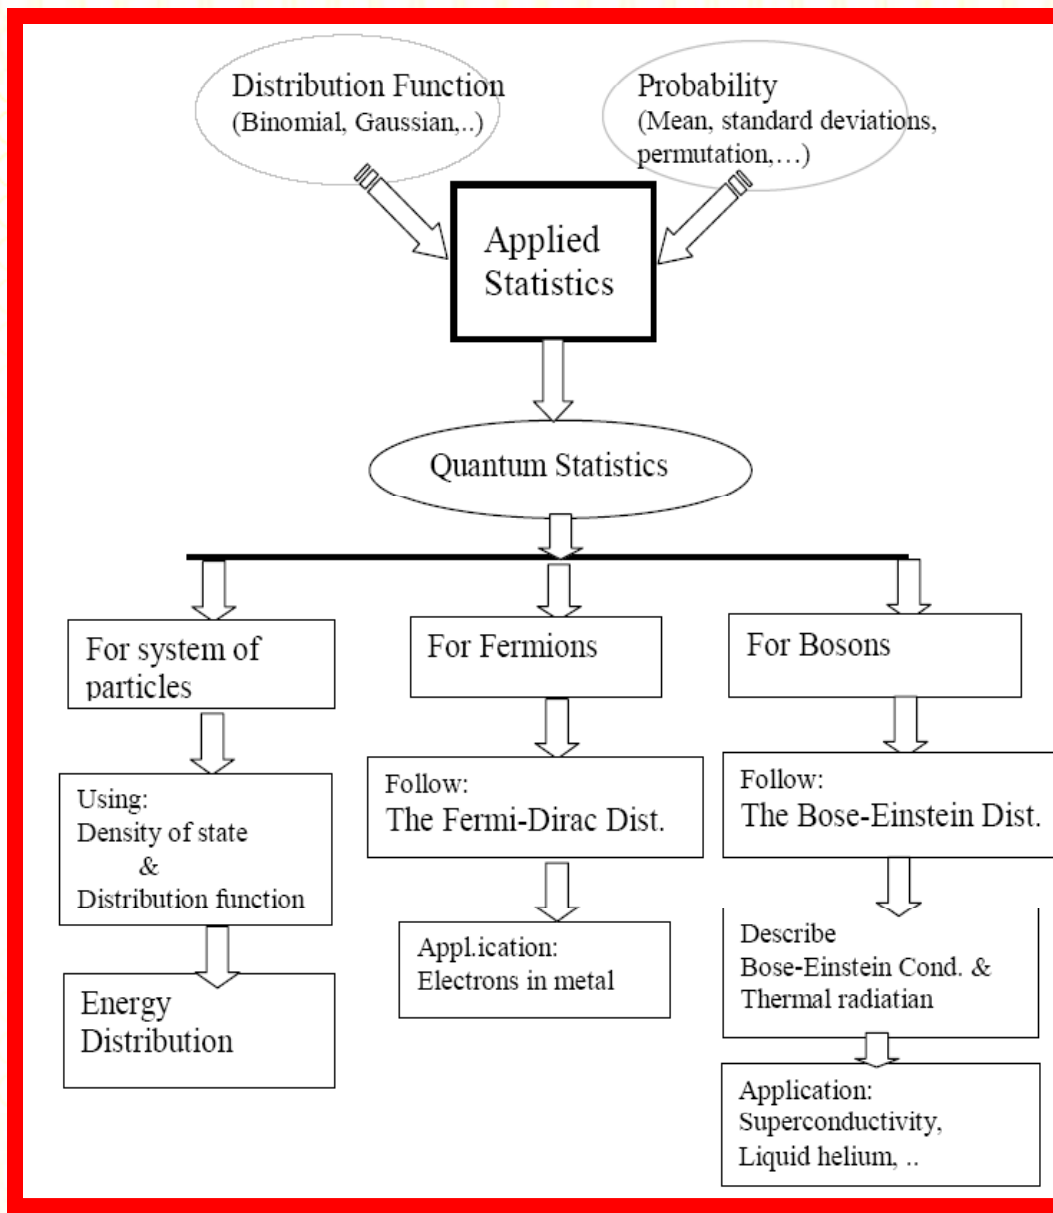 Distribution Function
(Binomial, Gaussian,..)
Probability
(Mean, standard deviations,
permutation,…)
Applied
Statistics
Quantum Statistics
For system of
particles
For Fermions
For Bosons
Using:
Density of state
&
Distribution function
Follow:
The Fermi-Dirac Dist.
Follow:
The Bose-Einstein Dist.
Energy
Distribution
Appl.ication:
Electrons in metal
Describe
Bose-Einstein Cond. &
Thermal radiatian
Application:
Superconductivity,
Liquid helium, ..